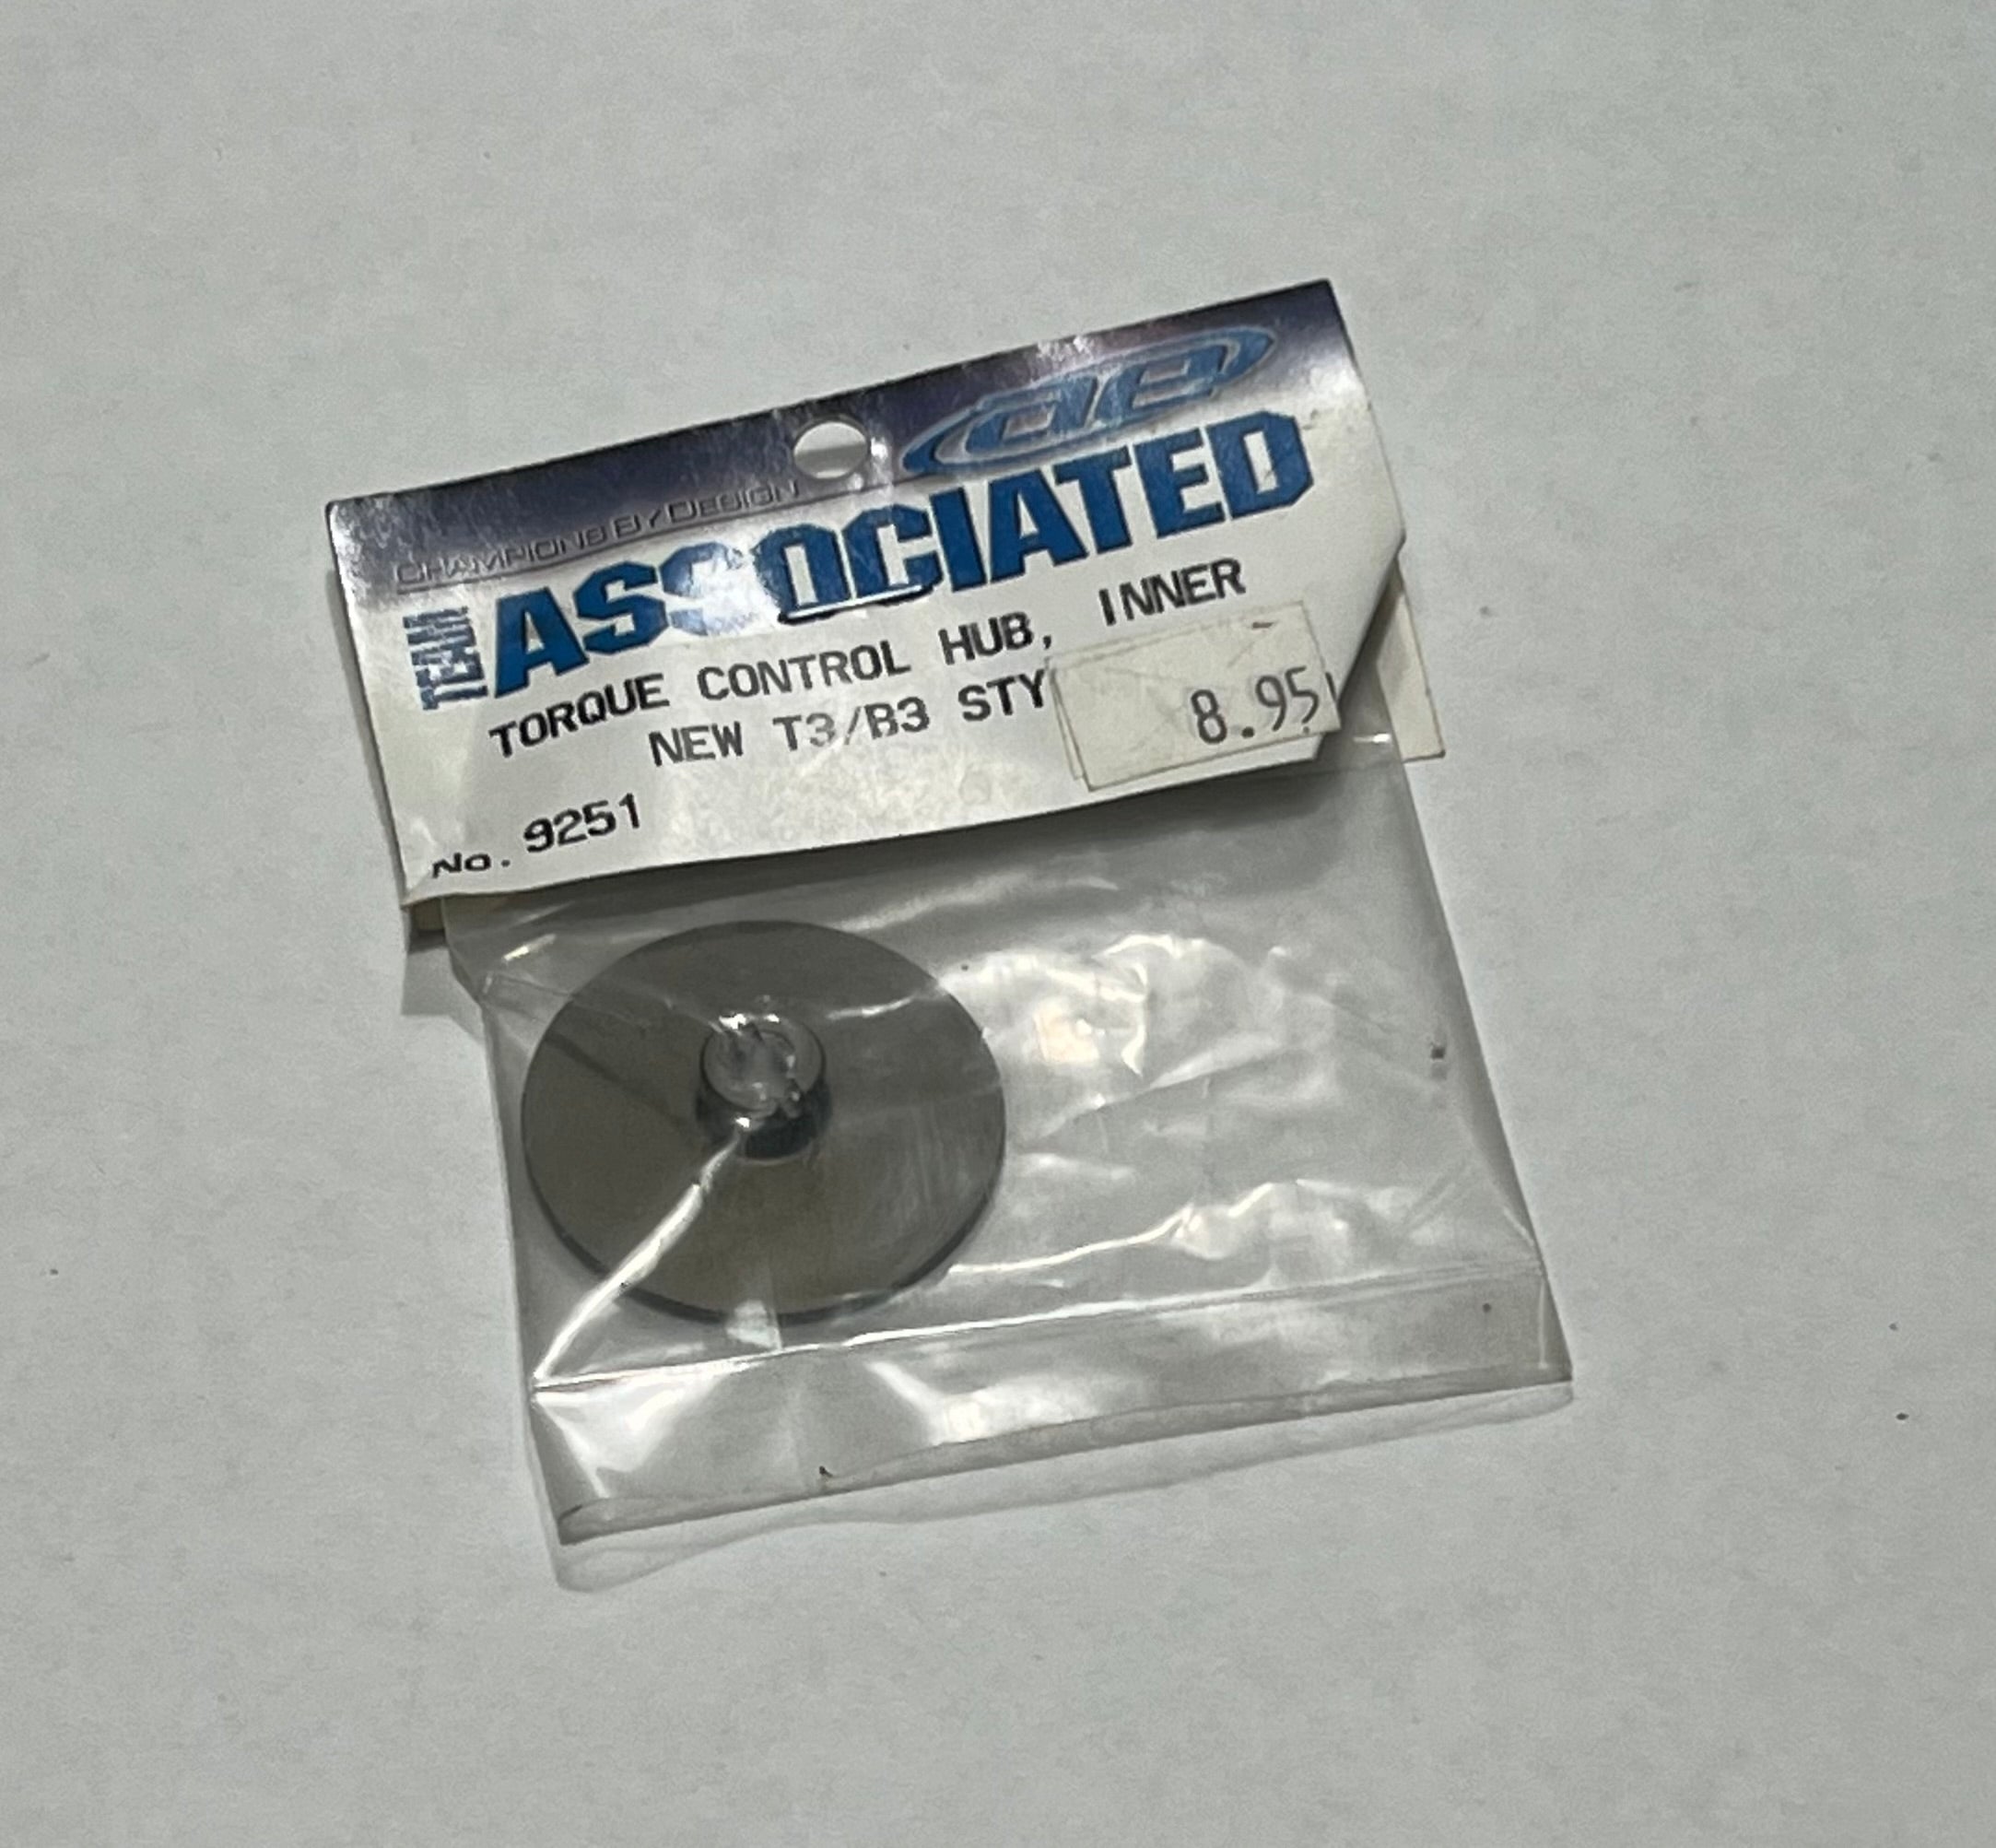 ae
CHAMPIONS BY DESIGN
TEAM ASSOCIATED
TORQUE CONTROL HUB, INNER
NEW T3/B3 STY
8.95
No. 9251